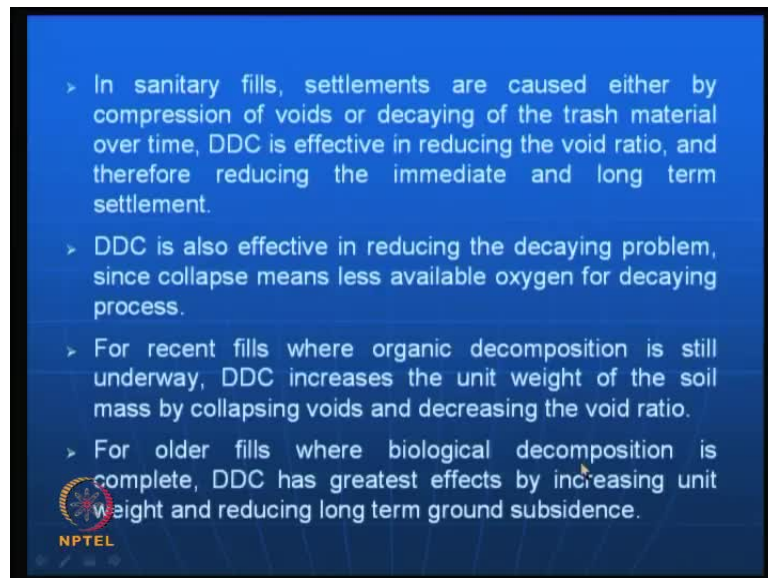 In sanitary fills, settlements are caused either by
compression of voids or decaying of the trash material
over time, DDC is effective in reducing the void ratio, and
therefore reducing the immediate and long term
settlement.
DDC is also effective in reducing the decaying problem,
since collapse means less available oxygen for decaying
process.
For recent fills where organic decomposition is still
underway, DDC increases the unit weight of the soil
mass by collapsing voids and decreasing the void ratio.
For older fills where biological decomposition is
complete, DDC has greatest effects by increasing unit
weight and reducing long term ground subsidence.
NPTEL